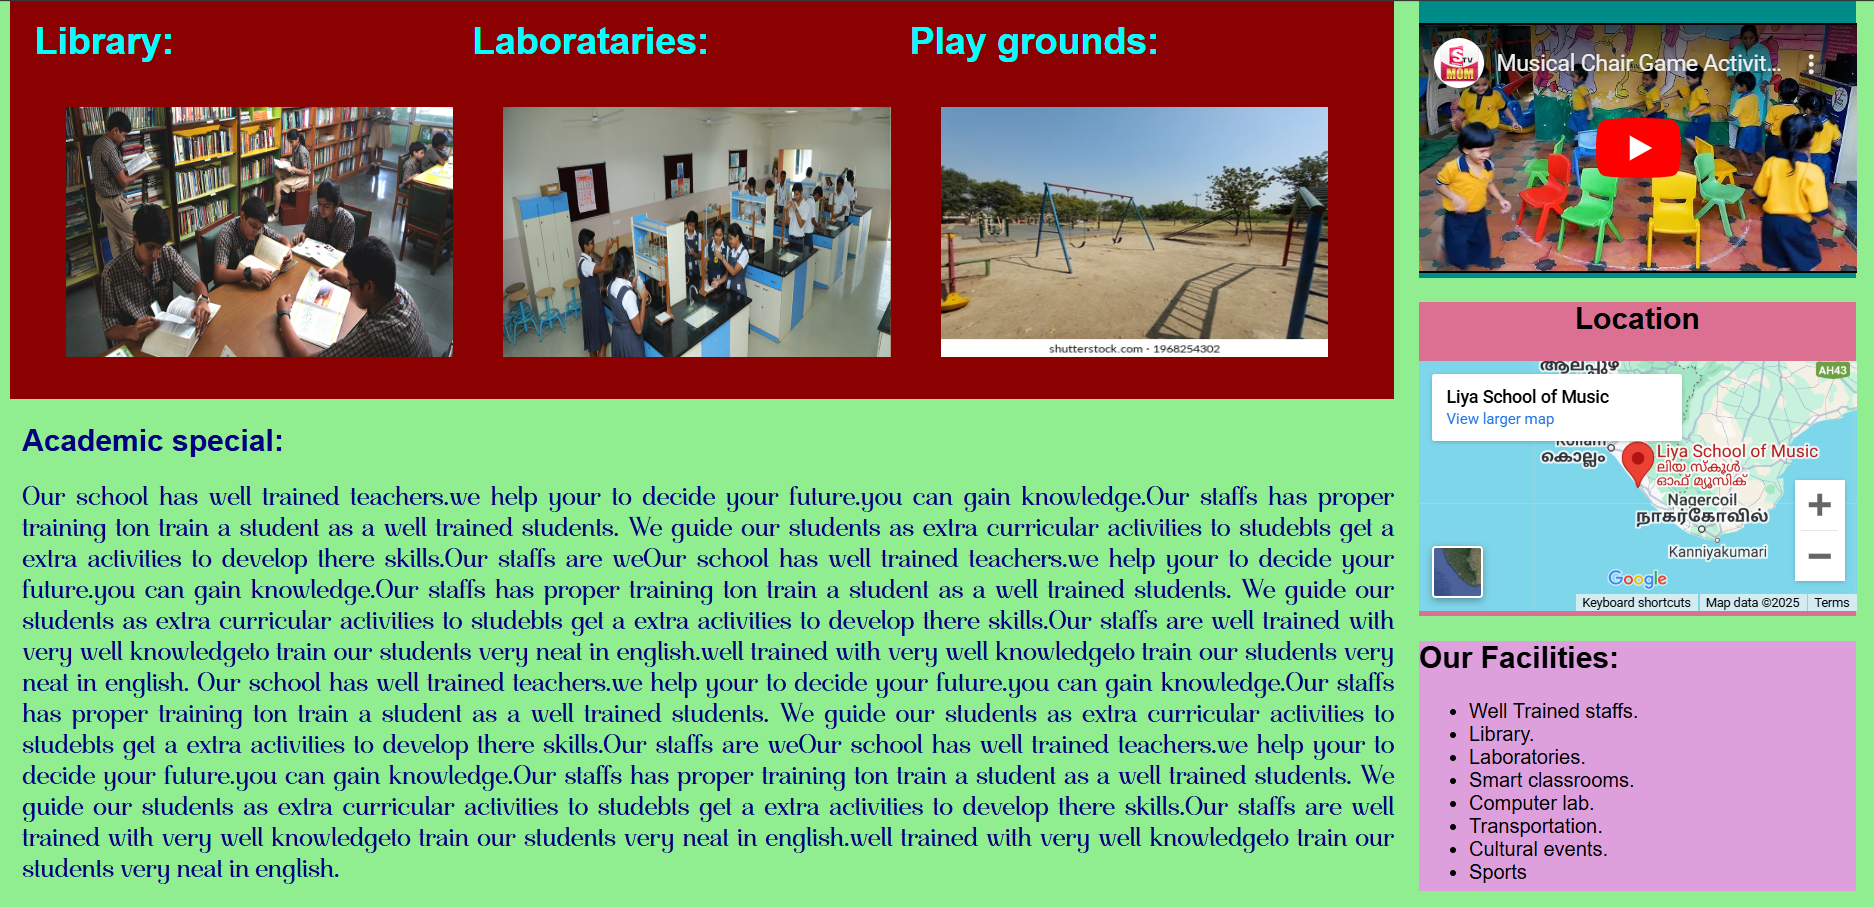 Library:
Laborataries:
Play grounds:
shutterstock.com · 1968254302
Academic special:
Our school has well trained teachers.we help your to decide your future.you can gain knowledge.Our staffs has proper
training ton train a student as a well trained students. We guide our students as extra curricular activities to studebts get a
extra activities to develop there skills.Our staffs are weOur school has well trained teachers.we help your to decide your
future.you can gain knowledge.Our staffs has proper training ton train a student as a well trained students. We guide our
students as extra curricular activities to studebts get a extra activities to develop there skills.Our staffs are well trained with
very well knowledgeto train our students very neat in english.well trained with very well knowledgeto train our students very
neat in english. Our school has well trained teachers.we help your to decide your future.you can gain knowledge.Our staffs
has proper training ton train a student as a well trained students. We guide our students as extra curricular activities to
studebts get a extra activities to develop there skills.Our staffs are weOur school has well trained teachers.we help your to
decide your future.you can gain knowledge.Our staffs has proper training ton train a student as a well trained students. We
guide our students as extra curricular activities to studebts get a extra activities to develop there skills.Our staffs are well
trained with very well knowledgeto train our students very neat in english.well trained with very well knowledgeto train our
students very neat in english.
S TV
MOM
Musical Chair Game Activit...
Location
ആലപ്പുഴ
AH43
Liya School of Music
View larger map
Kollam
കൊല്ലം
Liya School of Music
ലിയ സ്കൂൾ
ഓഫ് മ്യൂസിക്
Nagercoil
നാഗർകോവിൽ
Kanniyakumari
Google
Keyboard shortcuts
Map data ©2025
Terms
Our Facilities:
• Well Trained staffs.
• Library.
• Laboratories.
• Smart classrooms.
• Computer lab.
• Transportation.
• Cultural events.
• Sports